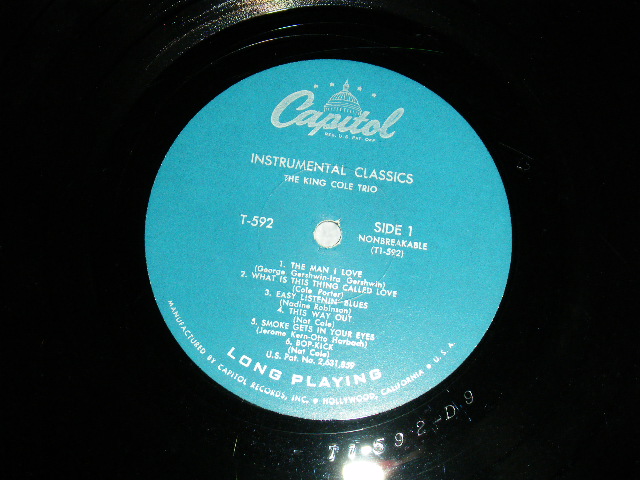 Capitol
REG. U.S. PAT. OFF.
INSTRUMENTAL CLASSICS
THE KING COLE TRIO
T-592
SIDE 1
NONBREAKABLE
(T1-592)
1. THE MAN I LOVE
(George Gershwin-Ira Gershwin)
2. WHAT IS THIS THING CALLED LOVE
(Cole Porter)
3. EASY LISTENIN' BLUES
(Nadine Robinson)
4. THIS WAY OUT
(Nat Cole)
5. SMOKE GETS IN YOUR EYES
(Jerome Kern-Otto Harbach)
6. BOP-KICK
(Nat Cole)
U.S. Pat. No. 2,631,859
LONG PLAYING
MANUFACTURED BY CAPITOL RECORDS, INC. • HOLLYWOOD, CALIFORNIA • U.S.A.
T1 592-D9